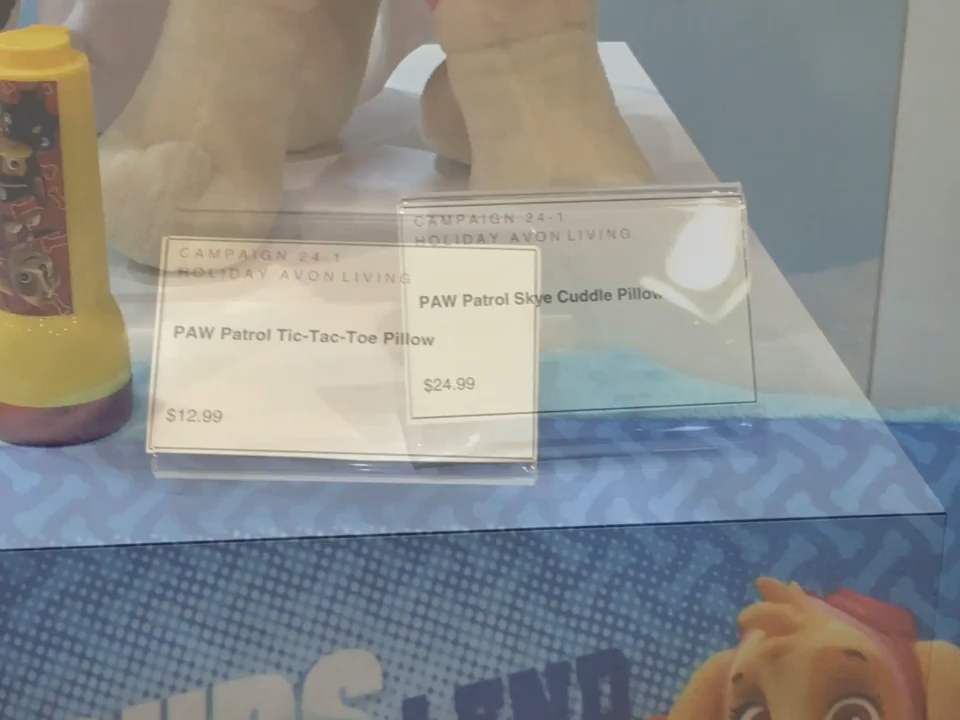 CAMPAIGN 24-1
HOLIDAY AVON LIVING
PAW Patrol Tic-Tac-Toe Pillow
$12.99
CAMPAIGN 24-1
HOLIDAY AVON LIVING
PAW Patrol Skye Cuddle Pillow
$24.99
LEND